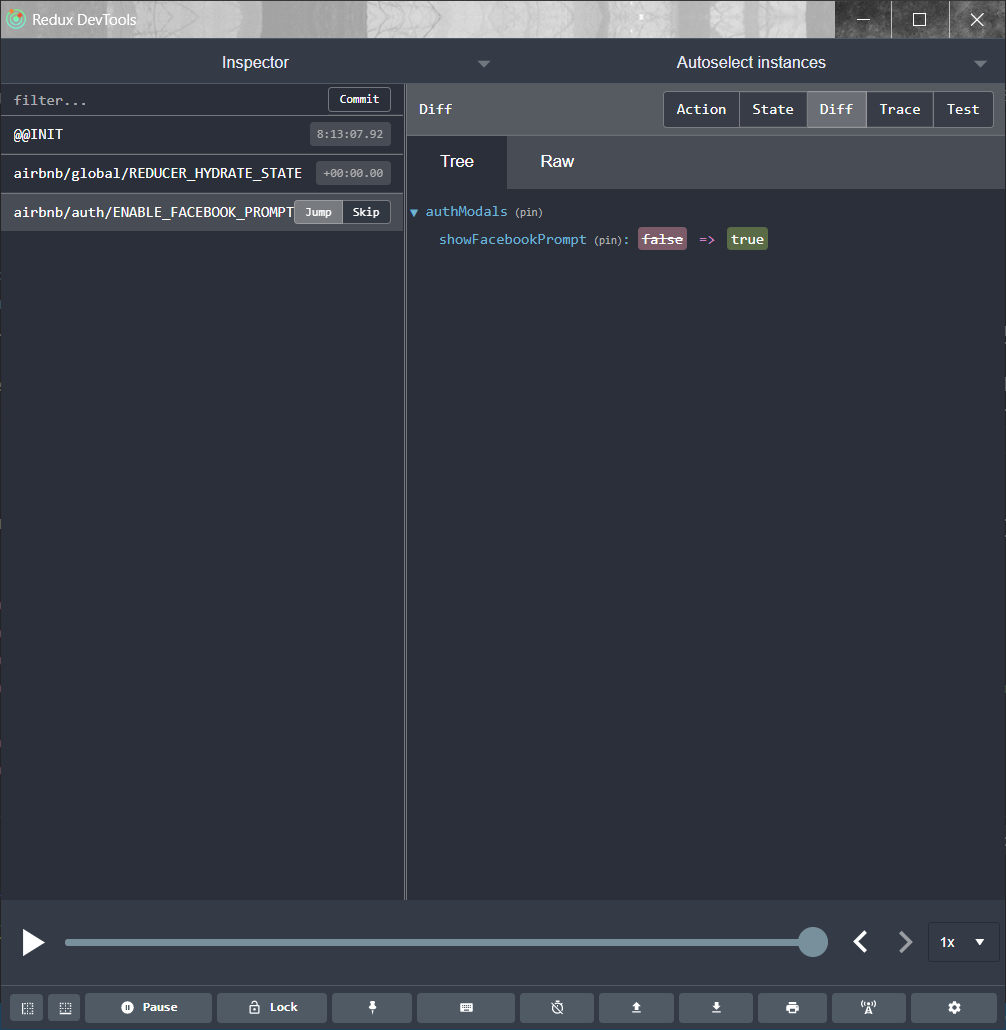 Redux DevTools
Inspector
Autoselect instances
filter...
Commit
@@INIT
8:13:07.92
airbnb/global/REDUCER_HYDRATE_STATE
+00:00.00
airbnb/auth/ENABLE_FACEBOOK_PROMPT
Jump
Skip
Diff
Action
State
Diff
Trace
Test
Tree
Raw
authModals (pin)
showFacebookPrompt (pin): false => true
1x
Pause
Lock